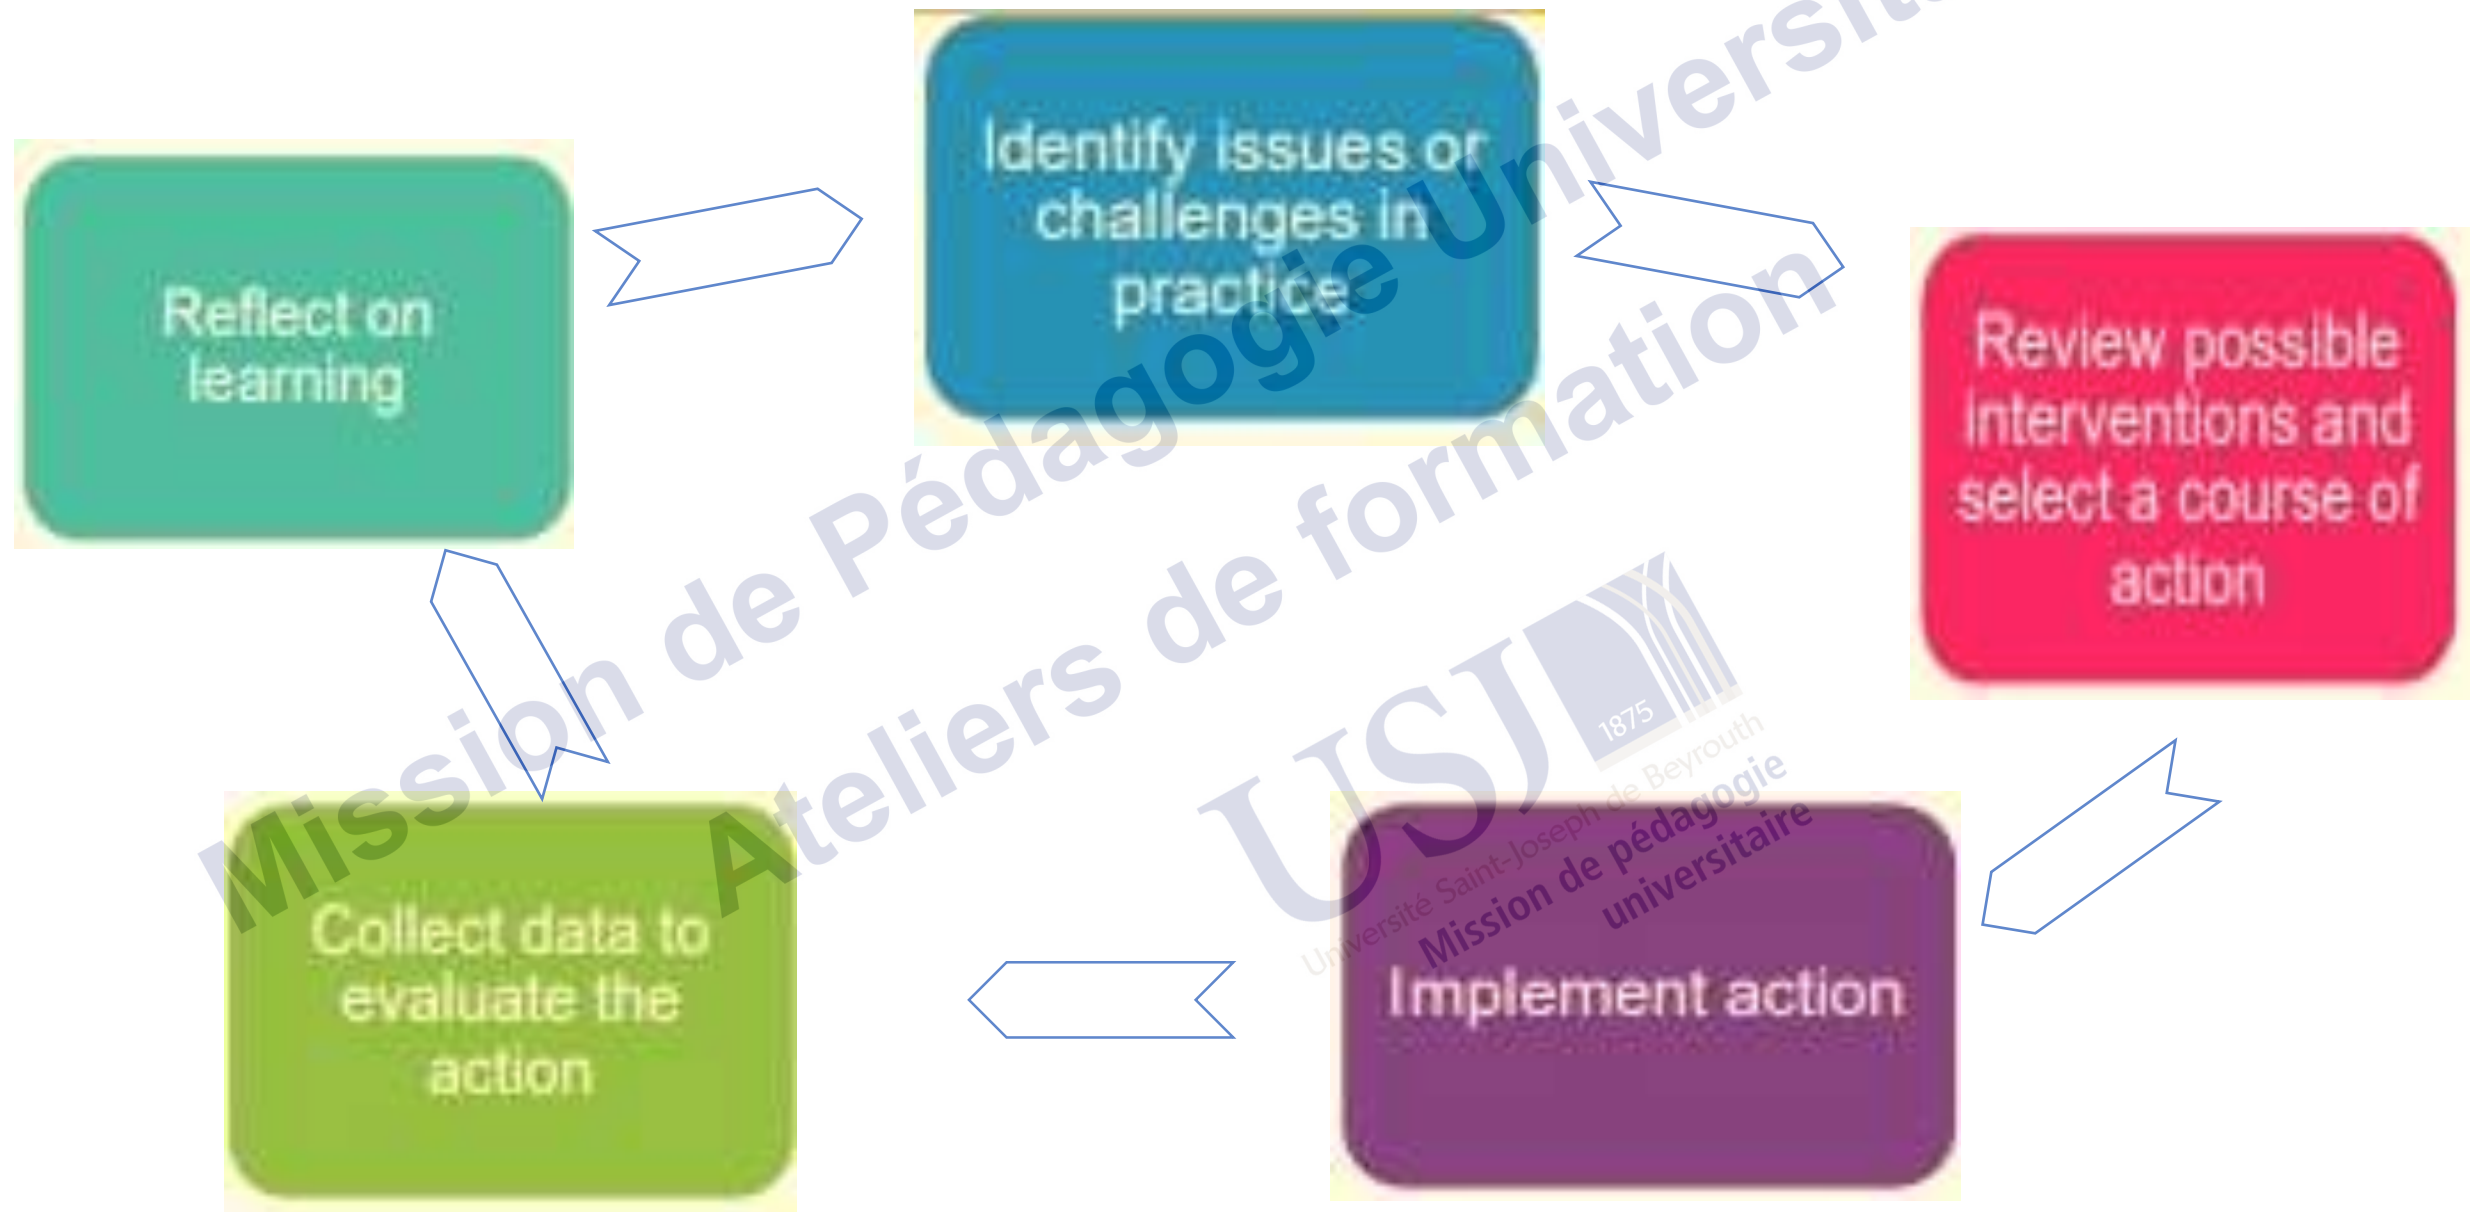 Identify issues or
challenges in
practice
Review possible
interventions and
select a course of
action
Implement action
Collect data to
evaluate the
action
Reflect on
learning
Mission de Pédagogie Universit
Ateliers de formation
USJ
1875
Université Saint-Joseph de Beyrouth
Mission de pédagogie
universitaire